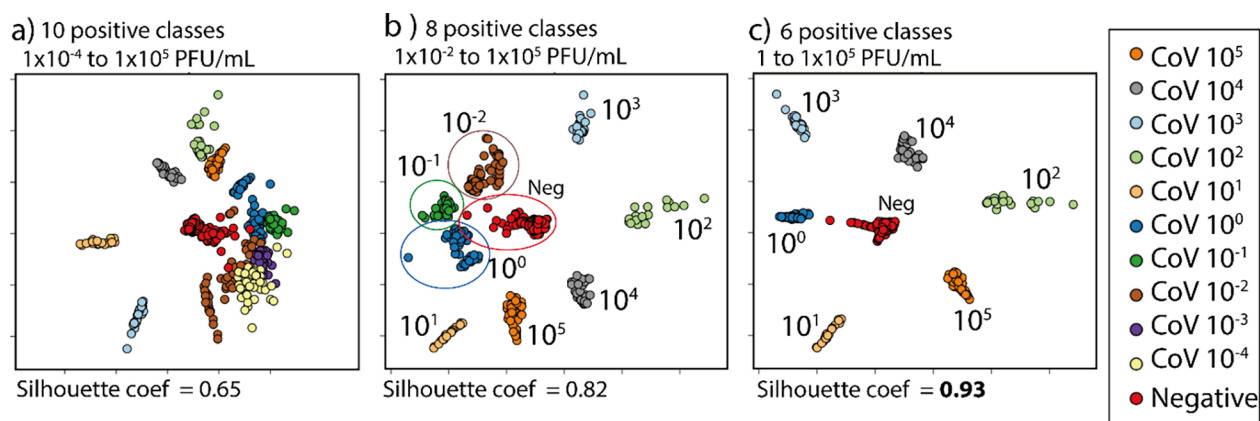 a) 10 positive classes
1x10⁻⁴ to 1x10⁵ PFU/mL
Silhouette coef = 0.65
b ) 8 positive classes
1x10⁻² to 1x10⁵ PFU/mL
10³
10⁻²
10⁻¹
Neg
10²
10⁰
10⁴
10¹
10⁵
Silhouette coef = 0.82
c) 6 positive classes
1 to 1x10⁵ PFU/mL
10³
10⁴
10²
Neg
10⁰
10⁵
10¹
Silhouette coef = 0.93
CoV 10⁵
CoV 10⁴
CoV 10³
CoV 10²
CoV 10¹
CoV 10⁰
CoV 10⁻¹
CoV 10⁻²
CoV 10⁻³
CoV 10⁻⁴
Negative